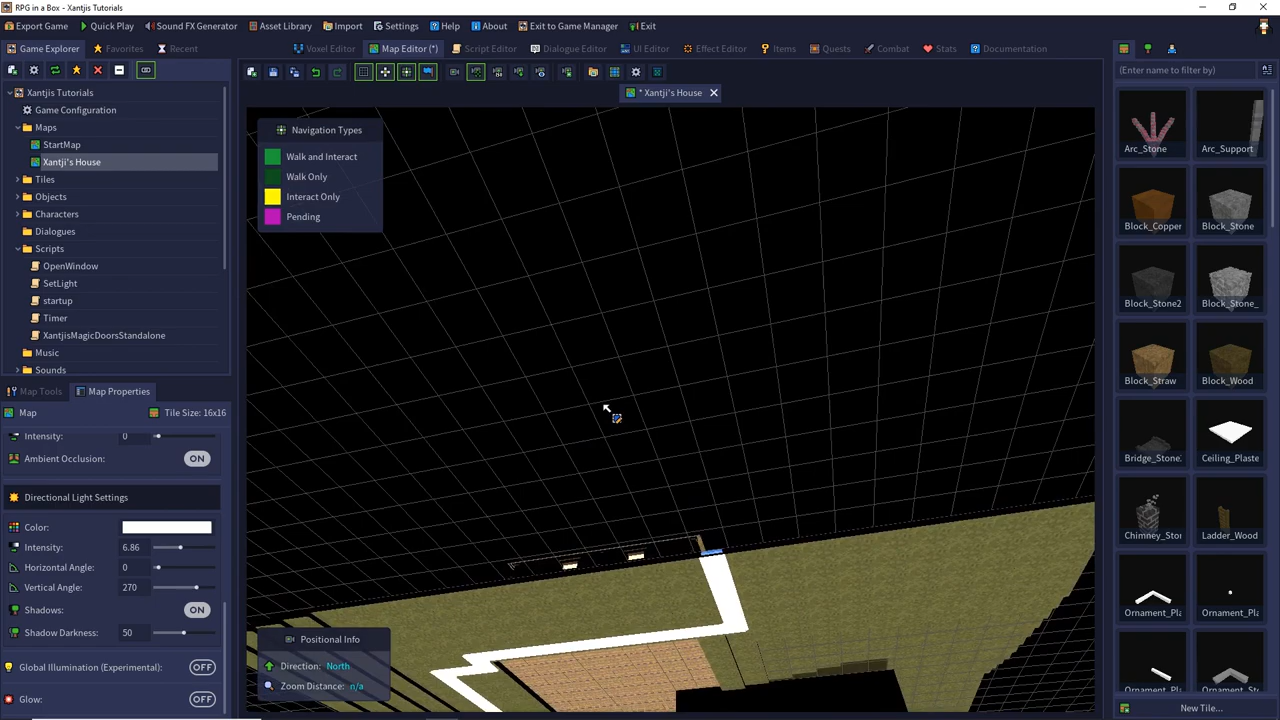 RPG in a Box - Xantjis Tutorials
Export Game Quick Play Sound FX Generator Asset Library Import Settings Help About Exit to Game Manager Exit
Game Explorer Favorites Recent
Voxel Editor Map Editor (*) Script Editor Dialogue Editor UI Editor Effect Editor Items Quests Combat Stats Documentation
(Enter name to filter by)
* Xantji's House
Xantjis Tutorials
Game Configuration
Maps
StartMap
Xantji's House
Tiles
Objects
Characters
Dialogues
Scripts
OpenWindow
SetLight
startup
Timer
XantjisMagicDoorsStandalone
Music
Sounds
Map Tools Map Properties
Map Tile Size: 16x16
Intensity: 0
Ambient Occlusion: ON
Directional Light Settings
Color:
Intensity: 6.86
Horizontal Angle: 0
Vertical Angle: 270
Shadows: ON
Shadow Darkness: 50
Global Illumination (Experimental): OFF
Glow: OFF
Navigation Types
Walk and Interact
Walk Only
Interact Only
Pending
Positional Info
Direction: North
Zoom Distance: n/a
Arc_Stone Arc_Support
Block_Copper Block_Stone
Block_Stone2 Block_Stone_
Block_Straw Block_Wood
Bridge_Stone Ceiling_Plaste
Chimney_Stor Ladder_Wood
Ornament_Pla Ornament_Pla
Ornament_Pla Ornament_Sto
New Tile...